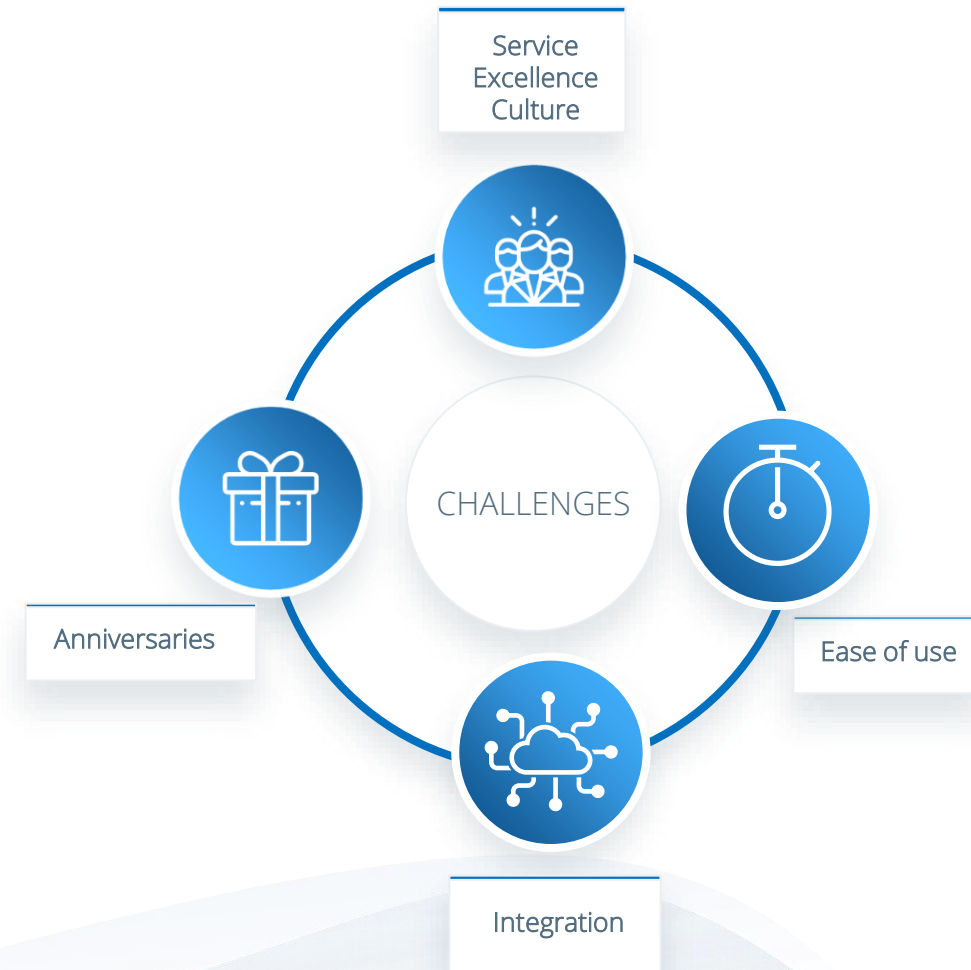 Service
Excellence
Culture
CHALLENGES
Anniversaries
Ease of use
Integration